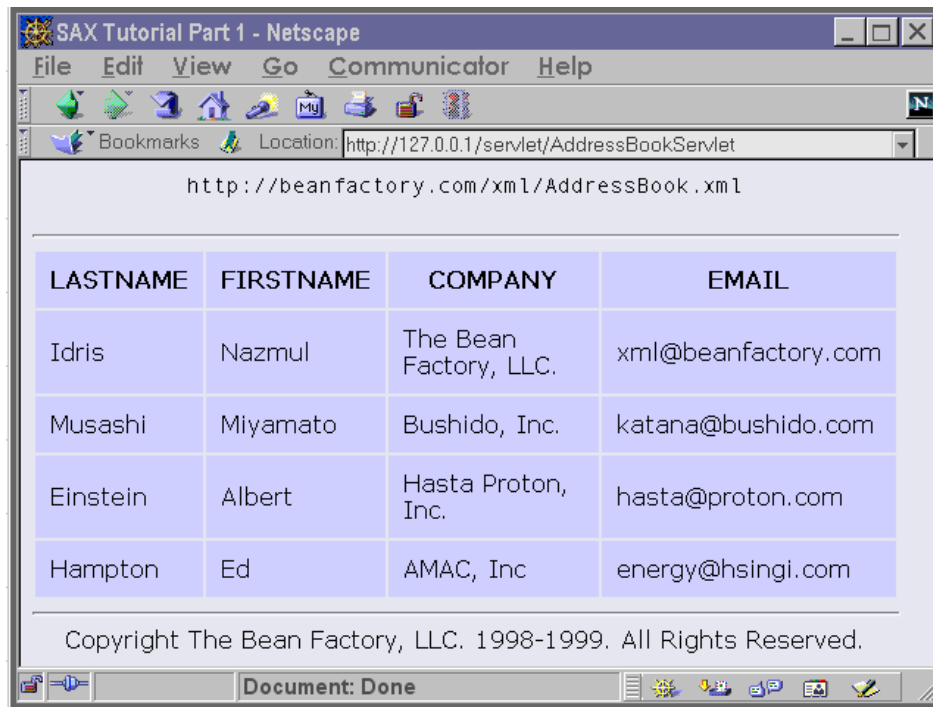 SAX Tutorial Part 1 - Netscape
File Edit View Go Communicator Help
My
N
Bookmarks Location: http://127.0.0.1/servlet/AddressBookServlet
http://beanfactory.com/xml/AddressBook.xml
LASTNAME FIRSTNAME COMPANY EMAIL
Idris Nazmul The Bean Factory, LLC. xml@beanfactory.com
Musashi Miyamato Bushido, Inc. katana@bushido.com
Einstein Albert Hasta Proton, Inc. hasta@proton.com
Hampton Ed AMAC, Inc energy@hsingi.com
Copyright The Bean Factory, LLC. 1998-1999. All Rights Reserved.
Document: Done